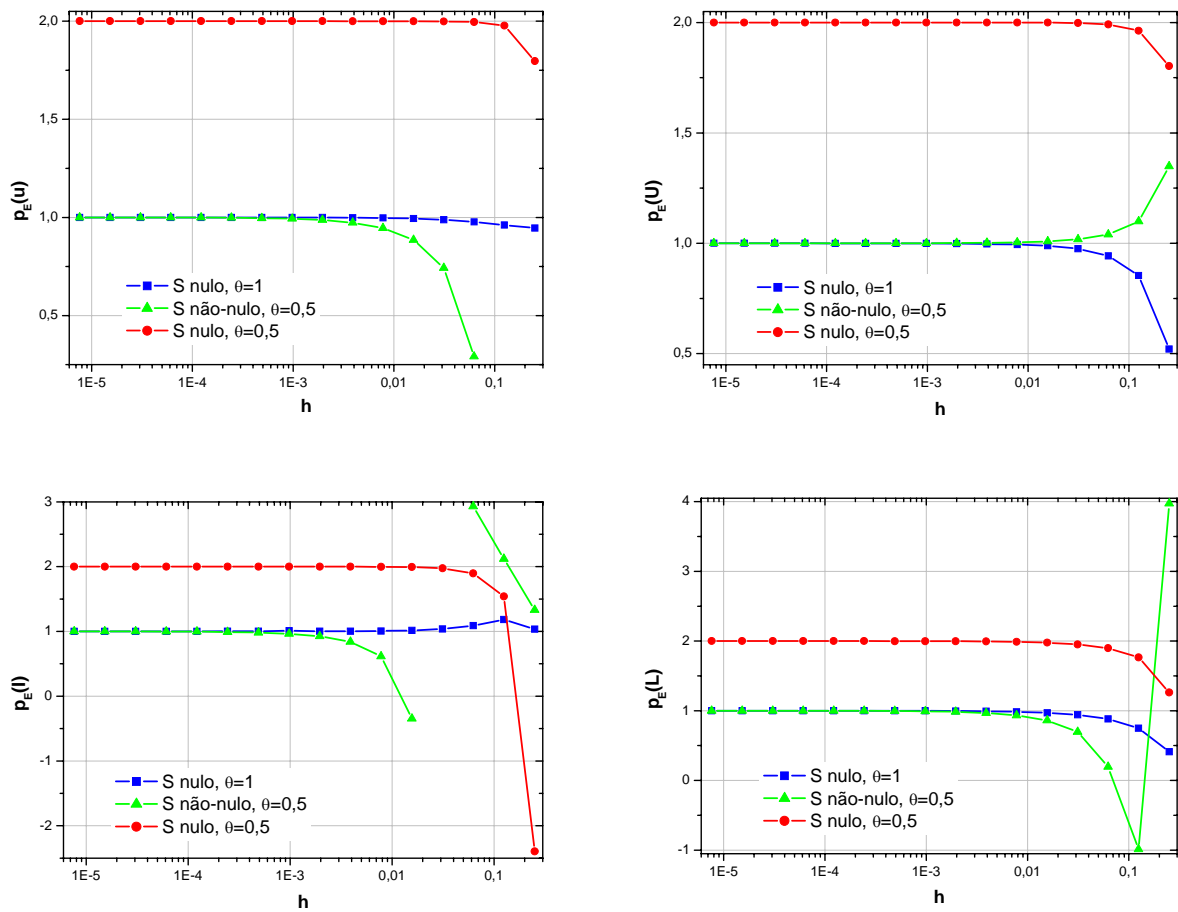 2,0
1,5
1,0
0,5
p_E(u)
S nulo, θ=1
S não-nulo, θ=0,5
S nulo, θ=0,5
1E-5 1E-4 1E-3 0,01 0,1
h
2,0
1,5
1,0
0,5
p_E(U)
S nulo, θ=1
S não-nulo, θ=0,5
S nulo, θ=0,5
1E-5 1E-4 1E-3 0,01 0,1
h
3
2
1
0
-1
-2
p_E(l)
S nulo, θ=1
S não-nulo, θ=0,5
S nulo, θ=0,5
1E-5 1E-4 1E-3 0,01 0,1
h
4
3
2
1
0
-1
p_E(L)
S nulo, θ=1
S não-nulo, θ=0,5
S nulo, θ=0,5
1E-5 1E-4 1E-3 0,01 0,1
h